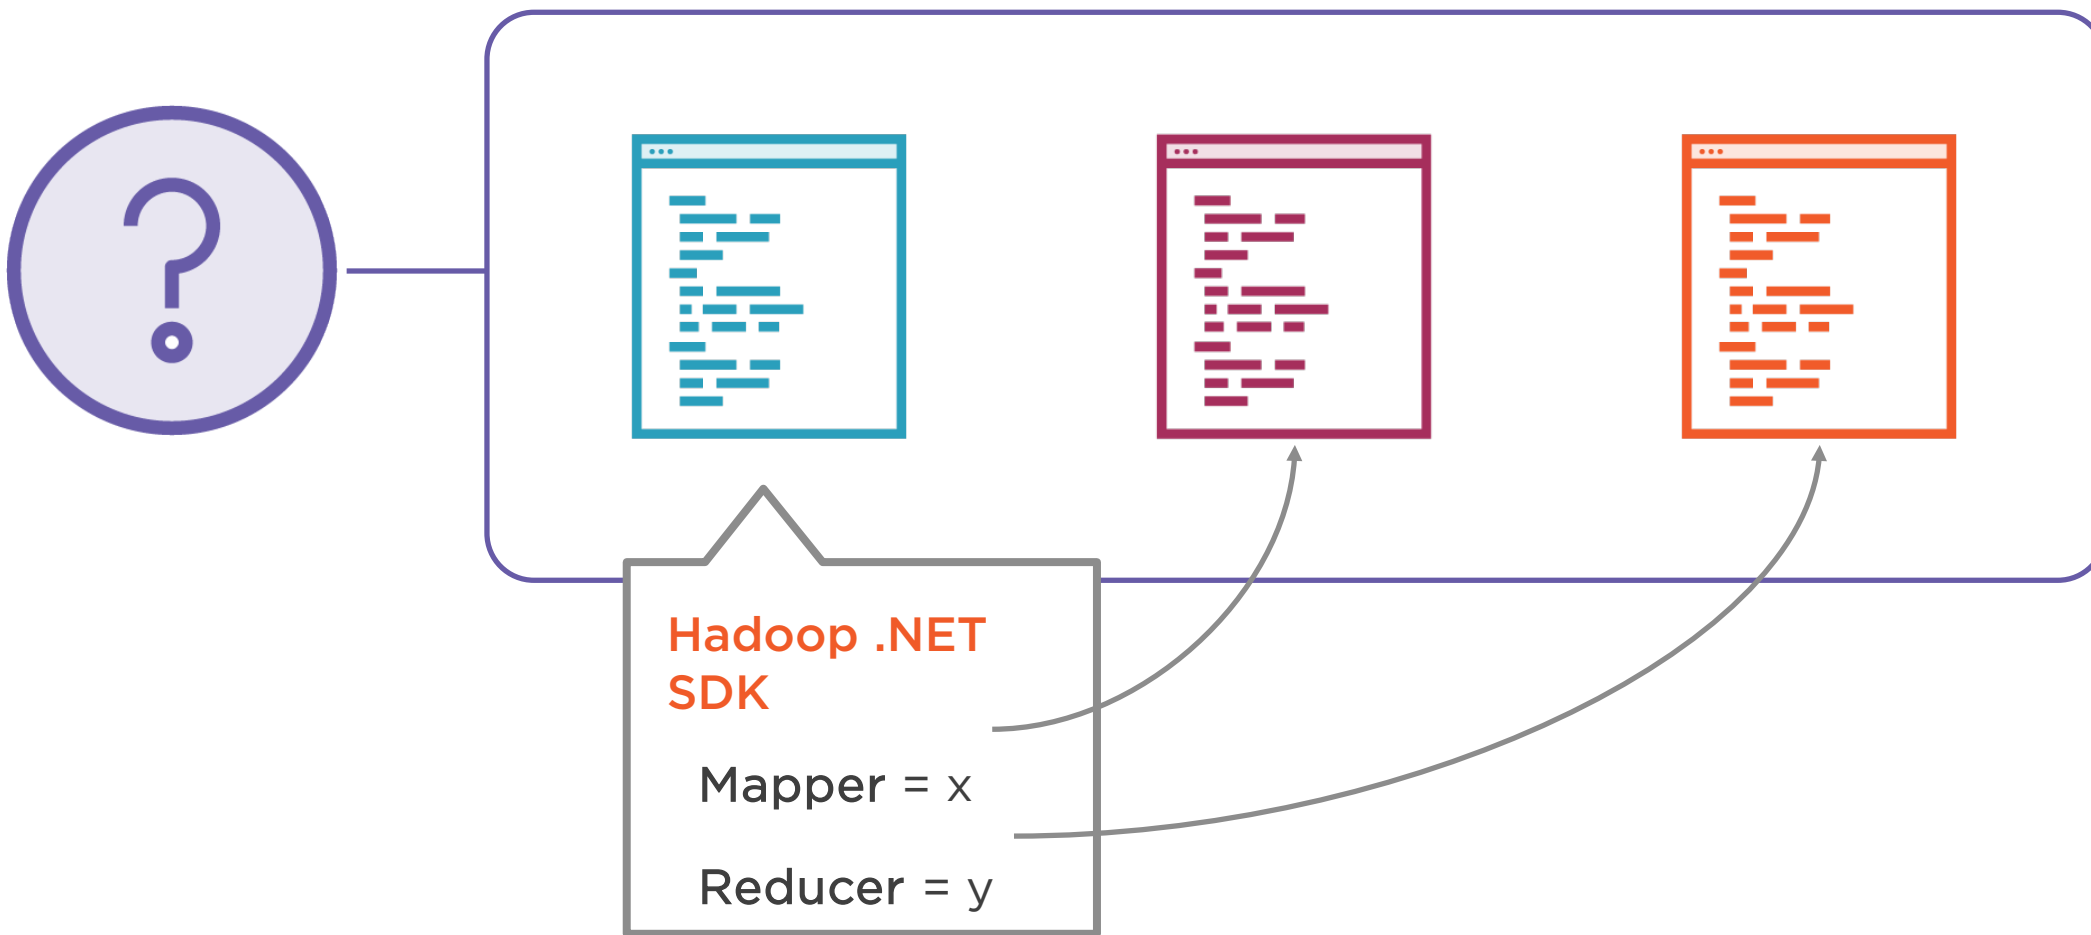 Hadoop .NET
SDK
Mapper = x
Reducer = y